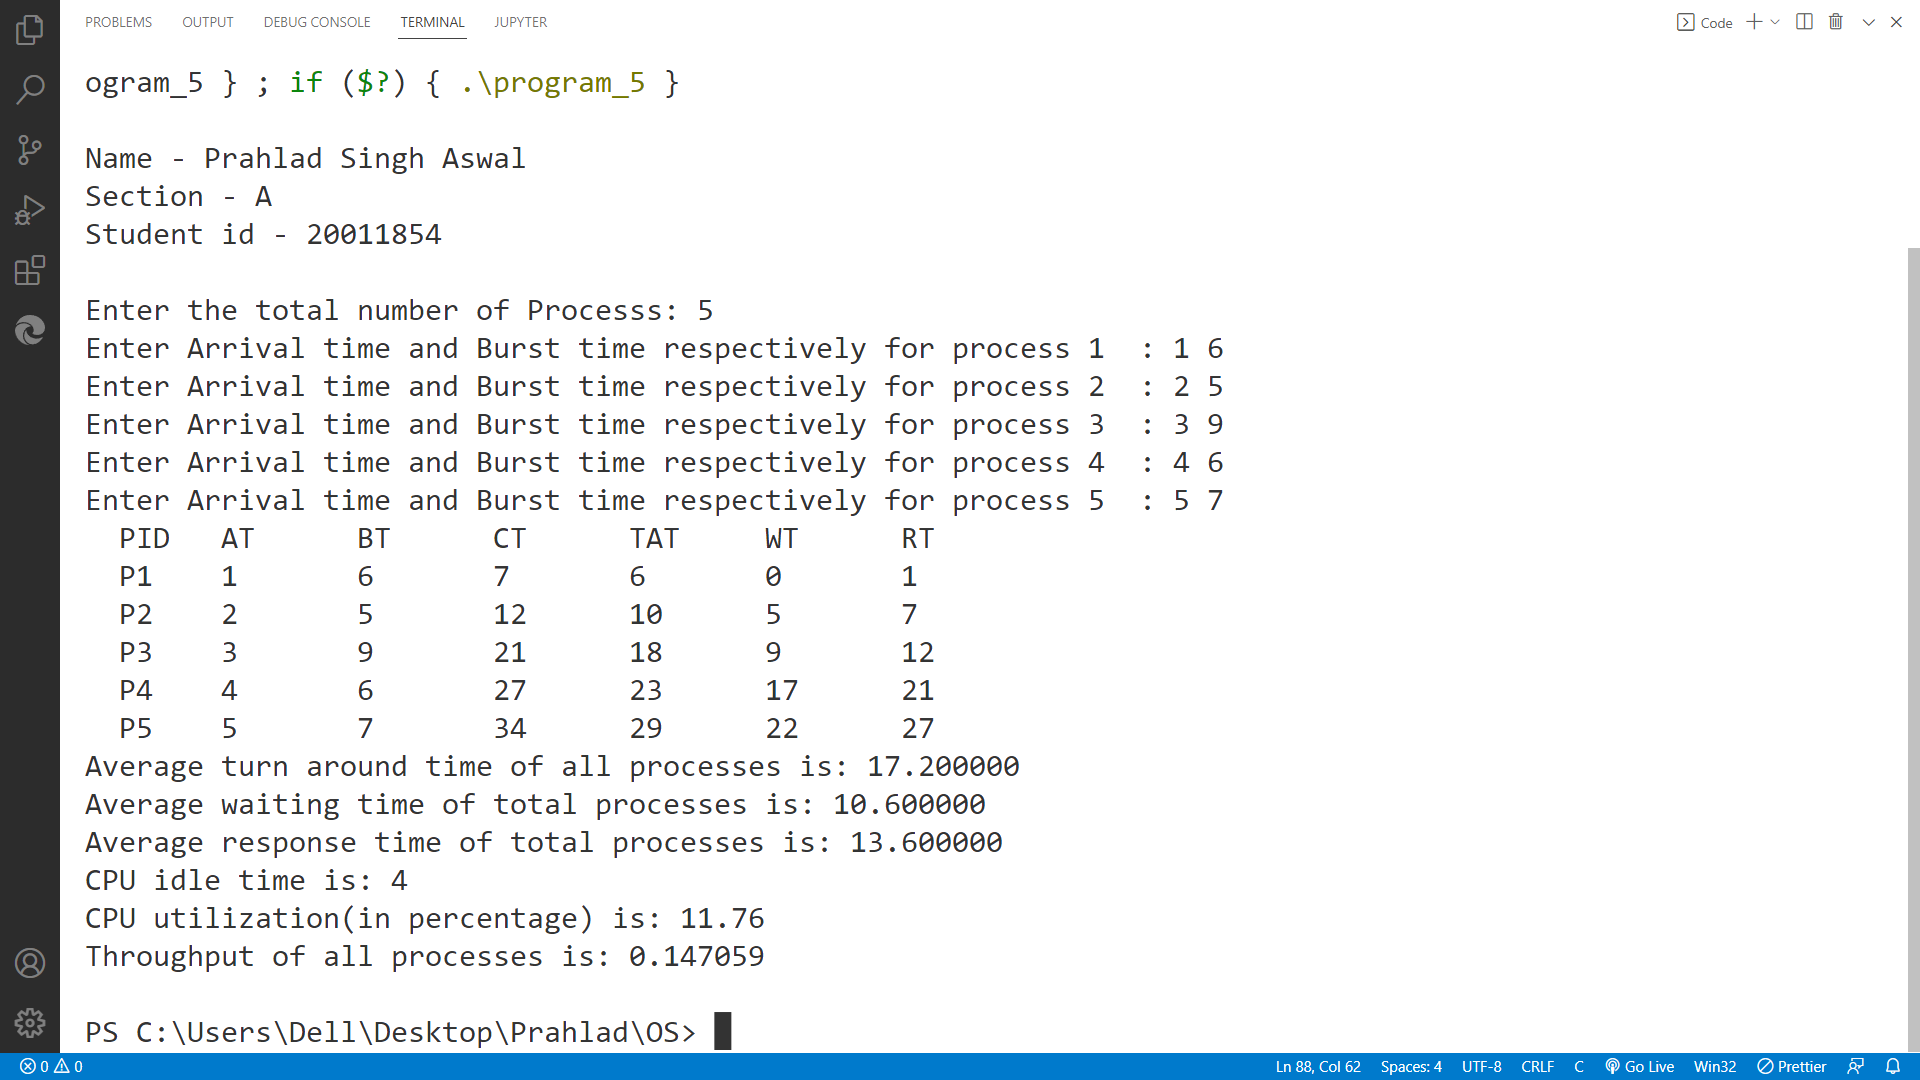 PROBLEMS OUTPUT DEBUG CONSOLE TERMINAL JUPYTER Code
ogram_5 } ; if ($?) { .\program_5 }
Name - Prahlad Singh Aswal
Section - A
Student id - 20011854
Enter the total number of Processs: 5
Enter Arrival time and Burst time respectively for process 1 : 1 6
Enter Arrival time and Burst time respectively for process 2 : 2 5
Enter Arrival time and Burst time respectively for process 3 : 3 9
Enter Arrival time and Burst time respectively for process 4 : 4 6
Enter Arrival time and Burst time respectively for process 5 : 5 7
PID AT BT CT TAT WT RT
P1 1 6 7 6 0 1
P2 2 5 12 10 5 7
P3 3 9 21 18 9 12
P4 4 6 27 23 17 21
P5 5 7 34 29 22 27
Average turn around time of all processes is: 17.200000
Average waiting time of total processes is: 10.600000
Average response time of total processes is: 13.600000
CPU idle time is: 4
CPU utilization(in percentage) is: 11.76
Throughput of all processes is: 0.147059
PS C:\Users\Dell\Desktop\Prahlad\OS>
0 0 Ln 88, Col 62 Spaces: 4 UTF-8 CRLF C Go Live Win32 Prettier